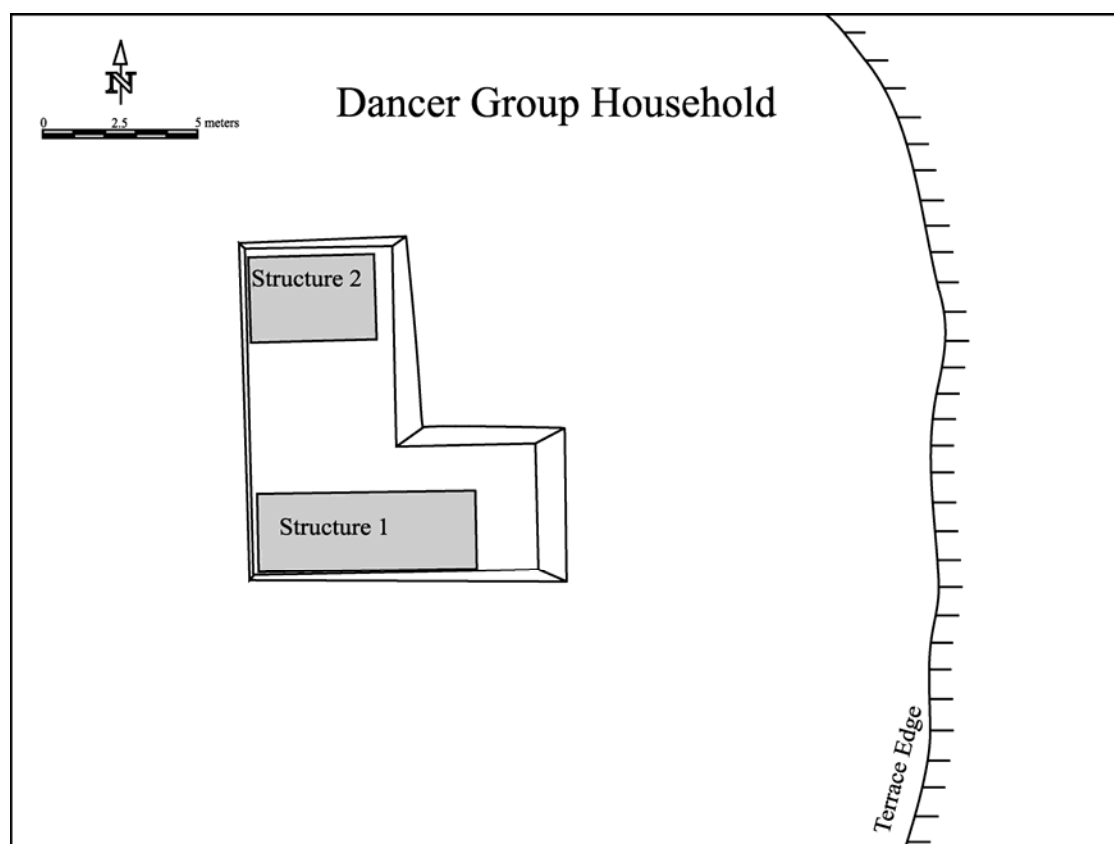 N
Dancer Group Household
0 2.5 5 meters
Structure 2
Structure 1
Terrace Edge